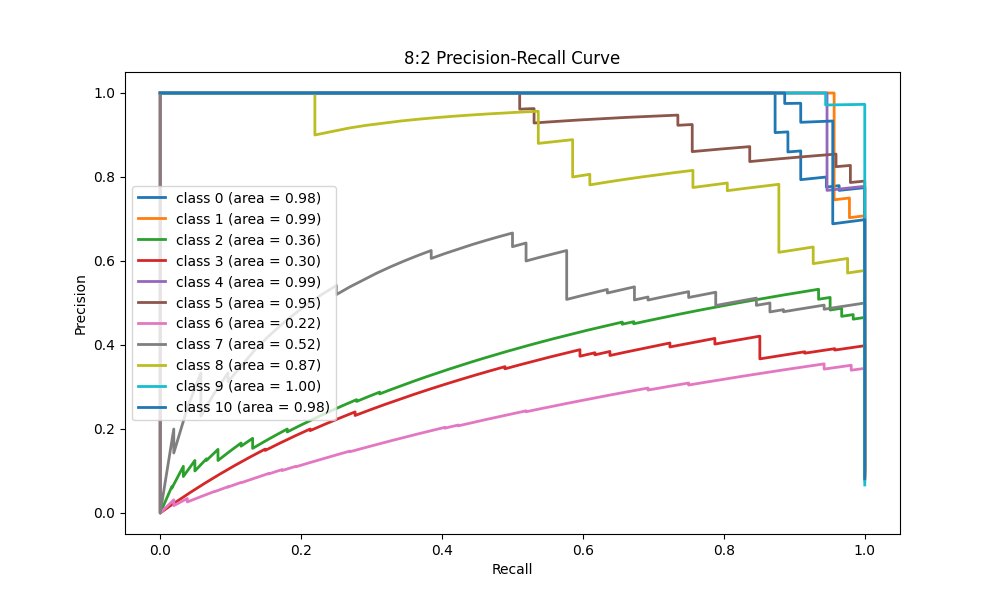 8:2 Precision-Recall Curve
1.0
0.8
0.6
0.4
0.2
0.0
Precision
class 0 (area = 0.98)
class 1 (area = 0.99)
class 2 (area = 0.36)
class 3 (area = 0.30)
class 4 (area = 0.99)
class 5 (area = 0.95)
class 6 (area = 0.22)
class 7 (area = 0.52)
class 8 (area = 0.87)
class 9 (area = 1.00)
class 10 (area = 0.98)
0.0 0.2 0.4 0.6 0.8 1.0
Recall